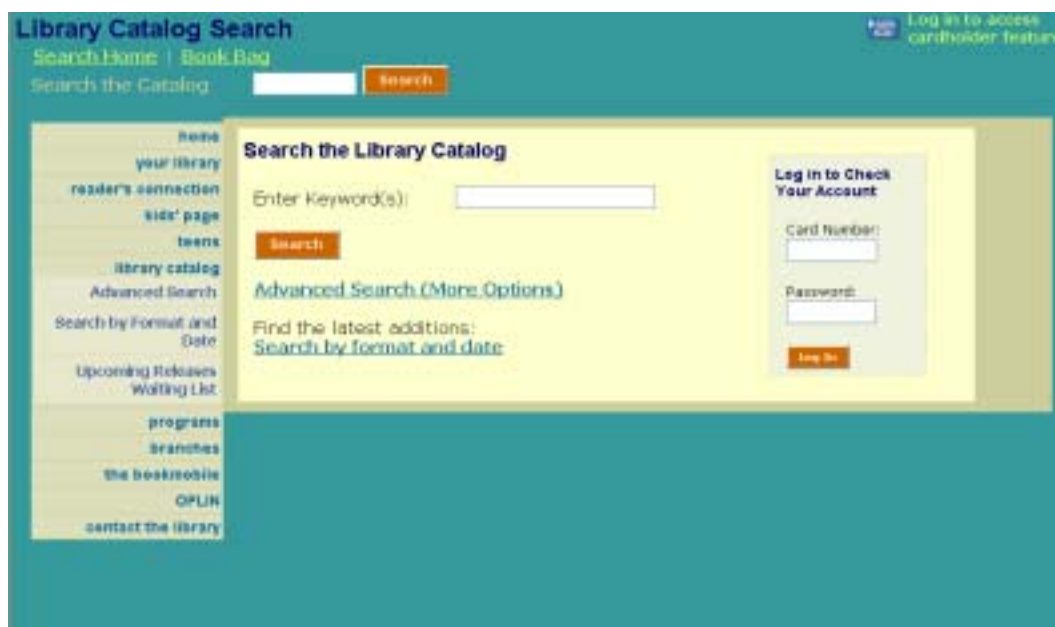 Library Catalog Search
Log in to access
cardholder featur
Search Home | Book Bag
Search the Catalog
Search
home
your library
reader's connection
kids' page
teens
library catalog
Advanced Search
Search by Format and
Date
Upcoming Releases
Waiting List
programs
branches
the bookmobile
OPLIN
contact the library
Search the Library Catalog
Enter Keyword(s):
Search
Advanced Search (More Options)
Find the latest additions:
Search by format and date
Log in to Check
Your Account
Card Number:
Password:
Log In